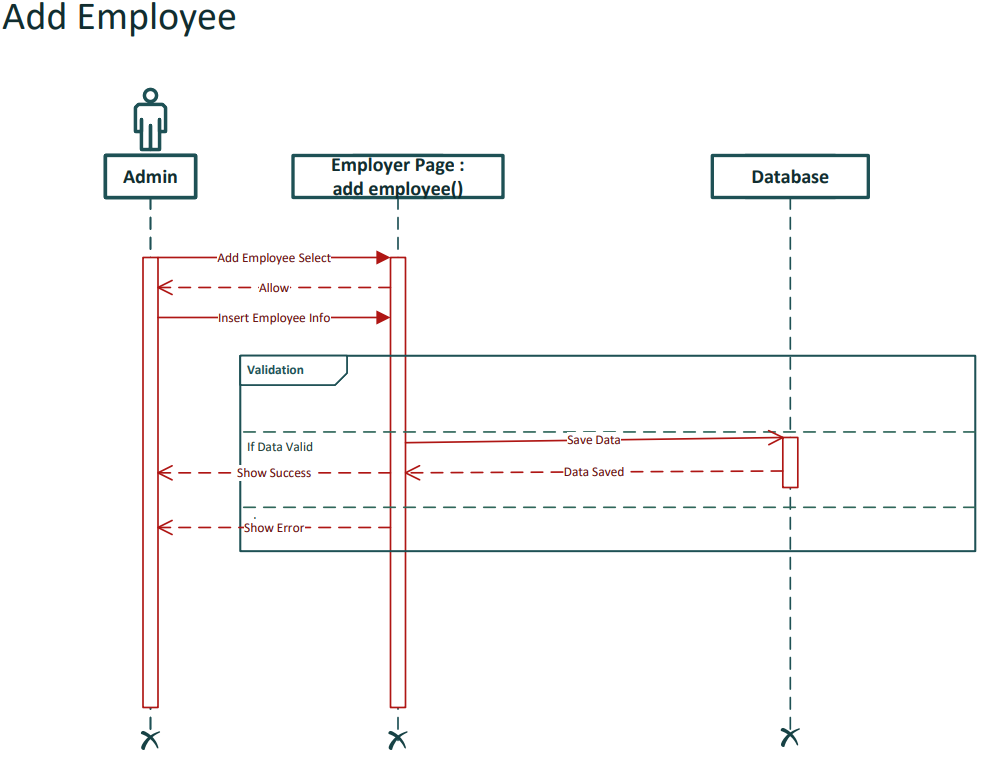 Add Employee
Admin
Employer Page :
add employee()
Database
Add Employee Select
Allow
Insert Employee Info
Validation
If Data Valid
Save Data
Show Success
Data Saved
Show Error